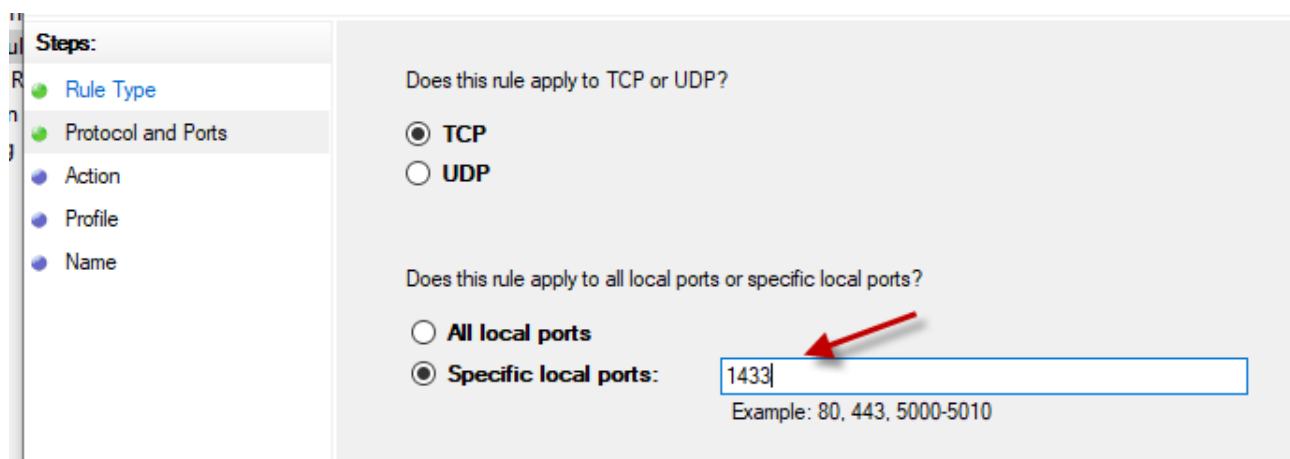 Steps:
Rule Type
Protocol and Ports
Action
Profile
Name
Does this rule apply to TCP or UDP?
TCP
UDP
Does this rule apply to all local ports or specific local ports?
All local ports
Specific local ports: 1433
Example: 80, 443, 5000-5010